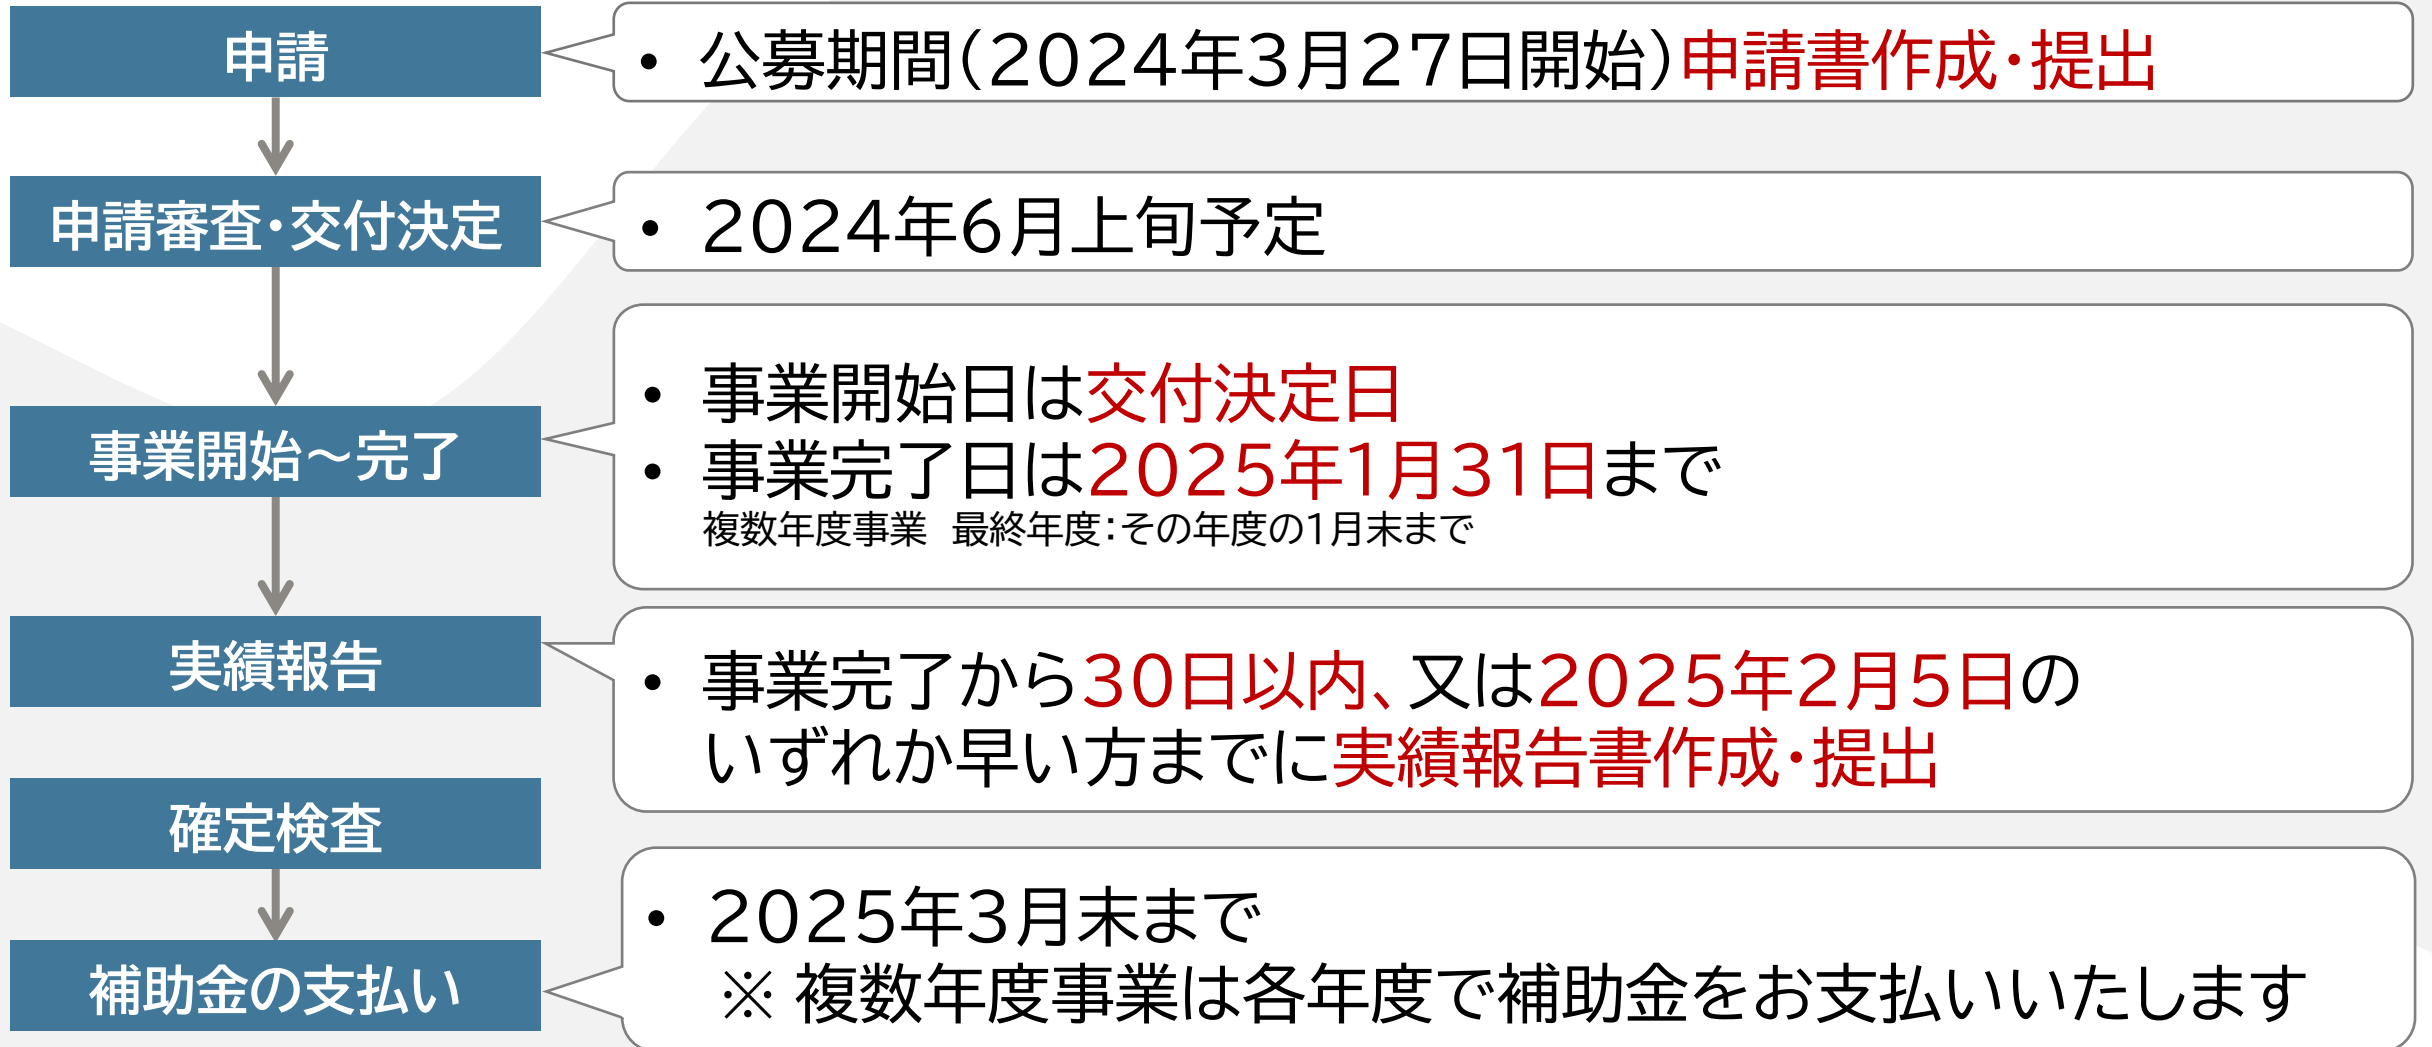 申請
• 公募期間（2024年3月27日開始）申請書作成・提出
申請審査・交付決定
• 2024年6月上旬予定
事業開始～完了
• 事業開始日は交付決定日
• 事業完了日は2025年1月31日まで
複数年度事業　最終年度：その年度の1月末まで
実績報告
• 事業完了から30日以内、又は2025年2月5日の
いずれか早い方までに実績報告書作成・提出
確定検査
補助金の支払い
• 2025年3月末まで
※ 複数年度事業は各年度で補助金をお支払いいたします